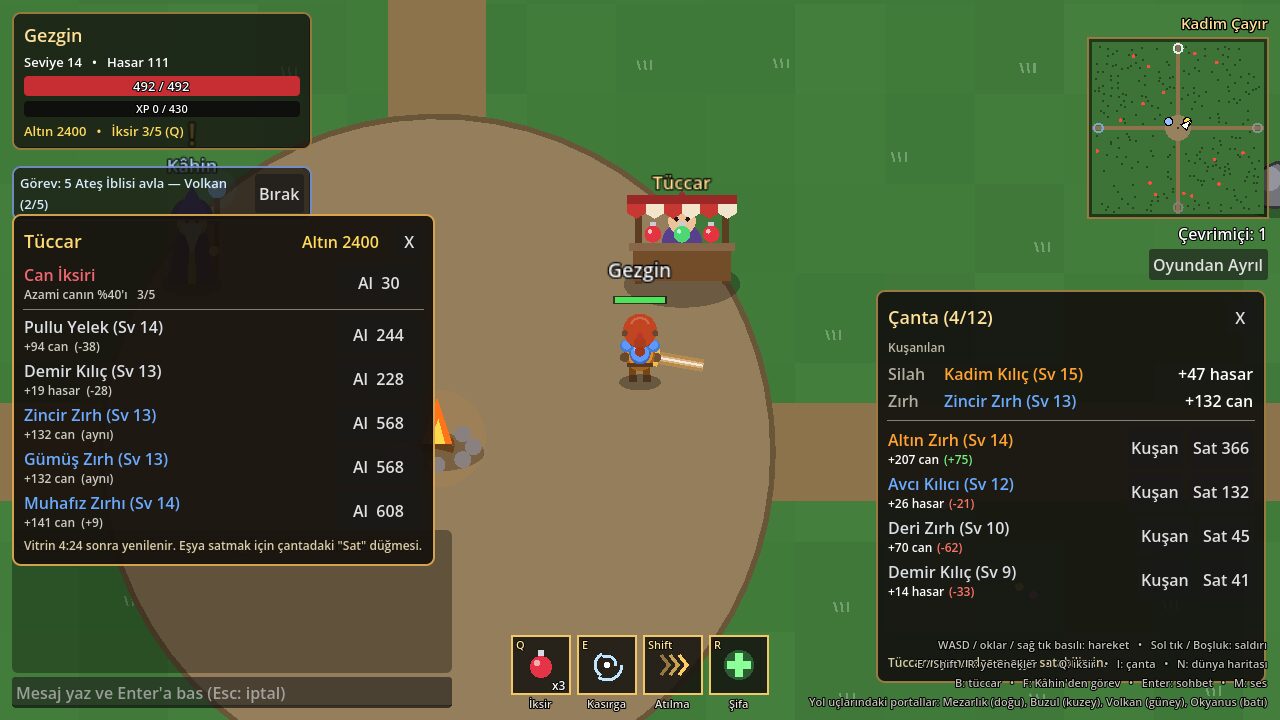 Gezgin
Seviye 14 • Hasar 111
492 / 492
XP 0 / 430
Altın 2400 • İksir 3/5 (Q)
!
Kâhin
Görev: 5 Ateş İblisi avla — Volkan
(2/5)
Bırak
Tüccar Altın 2400 X
Can İksiri
Azami canın %40'ı 3/5
Al 30
Pullu Yelek (Sv 14)
+94 can (-38)
Al 244
Demir Kılıç (Sv 13)
+19 hasar (-28)
Al 228
Zincir Zırh (Sv 13)
+132 can (aynı)
Al 568
Gümüş Zırh (Sv 13)
+132 can (aynı)
Al 568
Muhafız Zırhı (Sv 14)
+141 can (+9)
Al 608
Vitrin 4:24 sonra yenilenir. Eşya satmak için çantadaki "Sat" düğmesi.
Mesaj yaz ve Enter'a bas (Esc: iptal)
Tüccar
Gezgin
Q
x3
İksir
E
Kasırga
Shift
Atılma
R
Şifa
Kadim Çayır
Çevrimiçi: 1
Oyundan Ayrıl
Çanta (4/12) X
Kuşanılan
Silah Kadim Kılıç (Sv 15) +47 hasar
Zırh Zincir Zırh (Sv 13) +132 can
Altın Zırh (Sv 14)
+207 can (+75)
Kuşan Sat 366
Avcı Kılıcı (Sv 12)
+26 hasar (-21)
Kuşan Sat 132
Deri Zırh (Sv 10)
+70 can (-62)
Kuşan Sat 45
Demir Kılıç (Sv 9)
+14 hasar (-33)
Kuşan Sat 41
WASD / oklar / sağ tık basılı: hareket • Sol tık / Boşluk: saldırı
I: çanta • N: dünya haritası
B: tüccar • F: Kâhin'den görev • Enter: sohbet • M: ses
Yol uçlarındaki portallar: Mezarlık (doğu), Buzul (kuzey), Volkan (güney), Okyanus (batı)